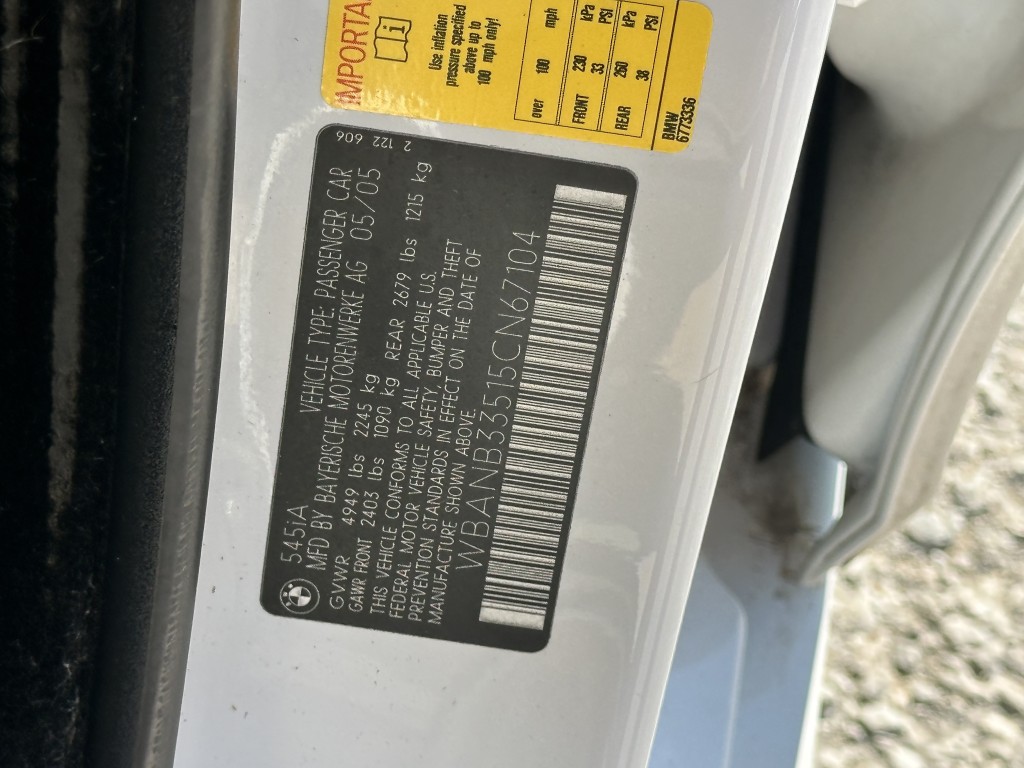 545iA VEHICLE TYPE: PASSENGER CAR
MFD BY BAYERISCHE MOTORENWERKE AG 05/05
GVWR 4949 lbs 2245 kg
GAWR FRONT 2403 lbs 1090 kg REAR 2679 lbs 1215 kg
THIS VEHICLE CONFORMS TO ALL APPLICABLE U.S.
FEDERAL MOTOR VEHICLE SAFETY, BUMPER AND THEFT
PREVENTION STANDARDS IN EFFECT ON THE DATE OF
MANUFACTURE SHOWN ABOVE.
WBANB33515CN67104
2 122 606
IMPORTA
i
Use inflation
pressure specified
above up to
100 mph only!
over 100 mph
FRONT 230 kPa
33 PSI
REAR 260 kPa
38 PSI
BMW
6773336